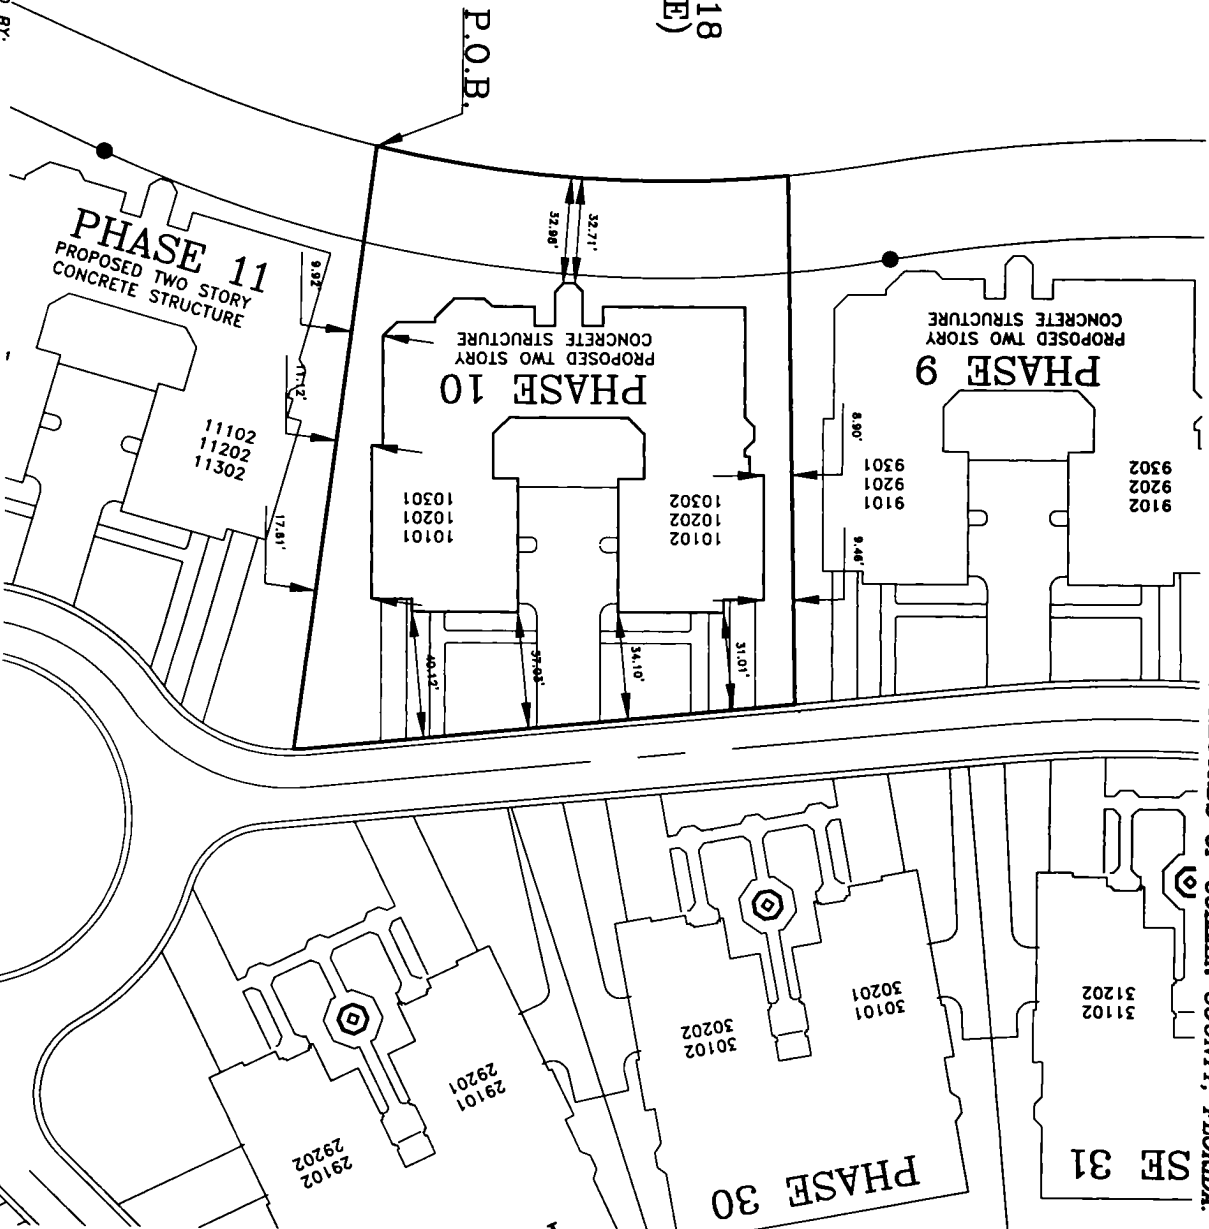 18
E)
P.O.B.
BY:
PHASE 11
PROPOSED TWO STORY
CONCRETE STRUCTURE
11102
11202
11302
9.92'
11.12'
17.51'
32.98'
32.71'
PHASE 10
PROPOSED TWO STORY
CONCRETE STRUCTURE
10101
10201
10301
10102
10202
10302
40.12'
37.03'
34.10'
31.01'
8.90'
9.46'
PHASE 9
PROPOSED TWO STORY
CONCRETE STRUCTURE
9101
9201
9301
9102
9202
9302
29102
29202
29101
29201
30102
30202
30101
30201
PHASE 30
31102
31202
SE 31